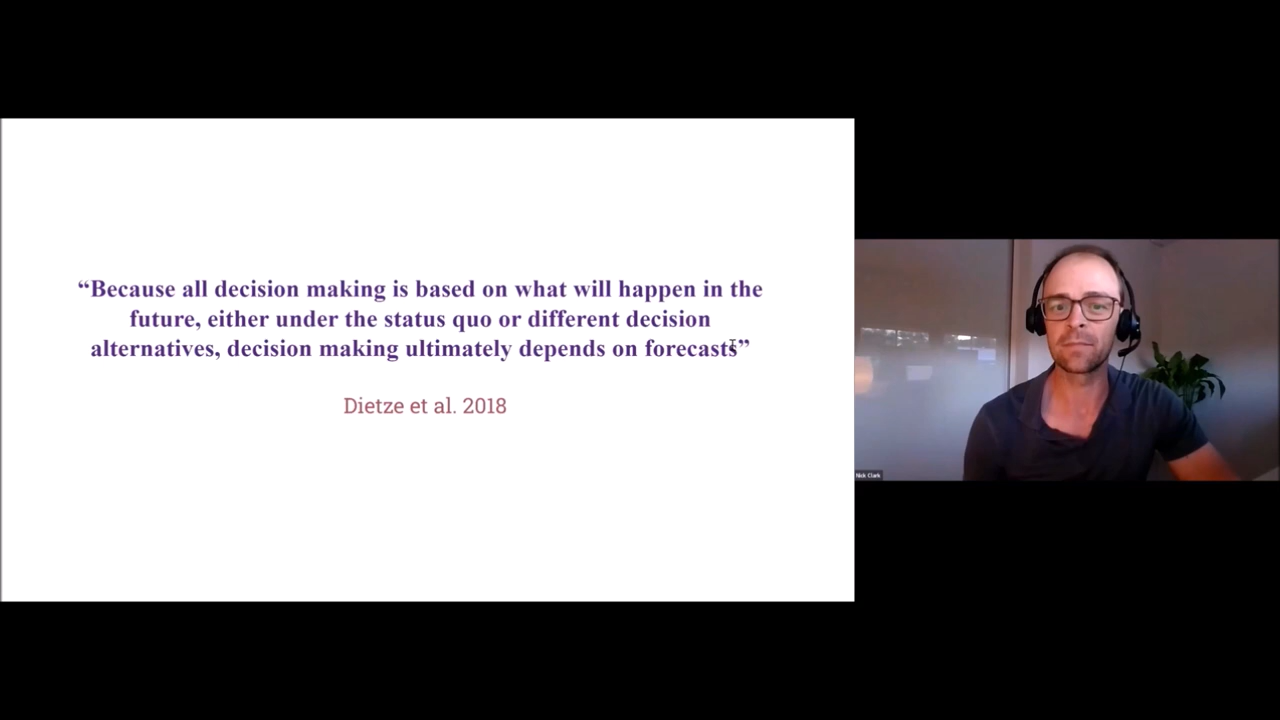 “Because all decision making is based on what will happen in the
future, either under the status quo or different decision
alternatives, decision making ultimately depends on forecasts”
Dietze et al. 2018
Nick Clark